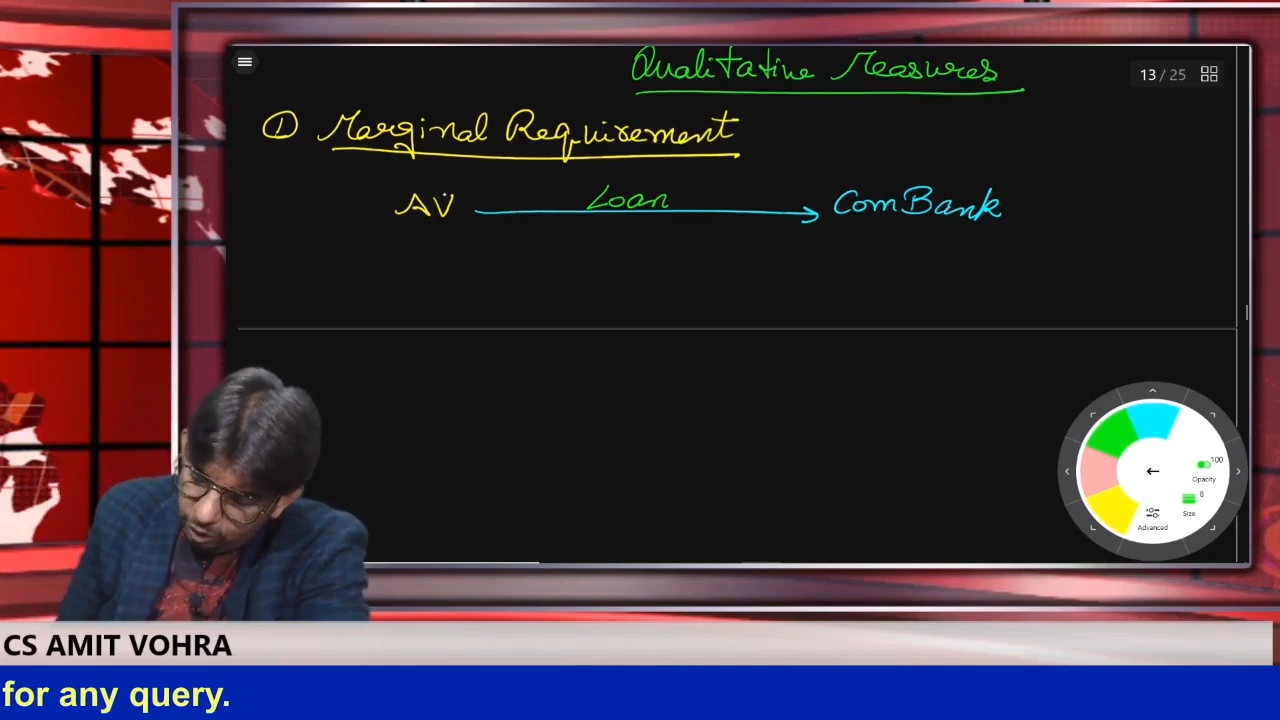 Qualitative Measures
13 / 25
① Marginal Requirement
AV Loan ComBank
100
Opacity
8
Size
Advanced
CS AMIT VOHRA
for any query.